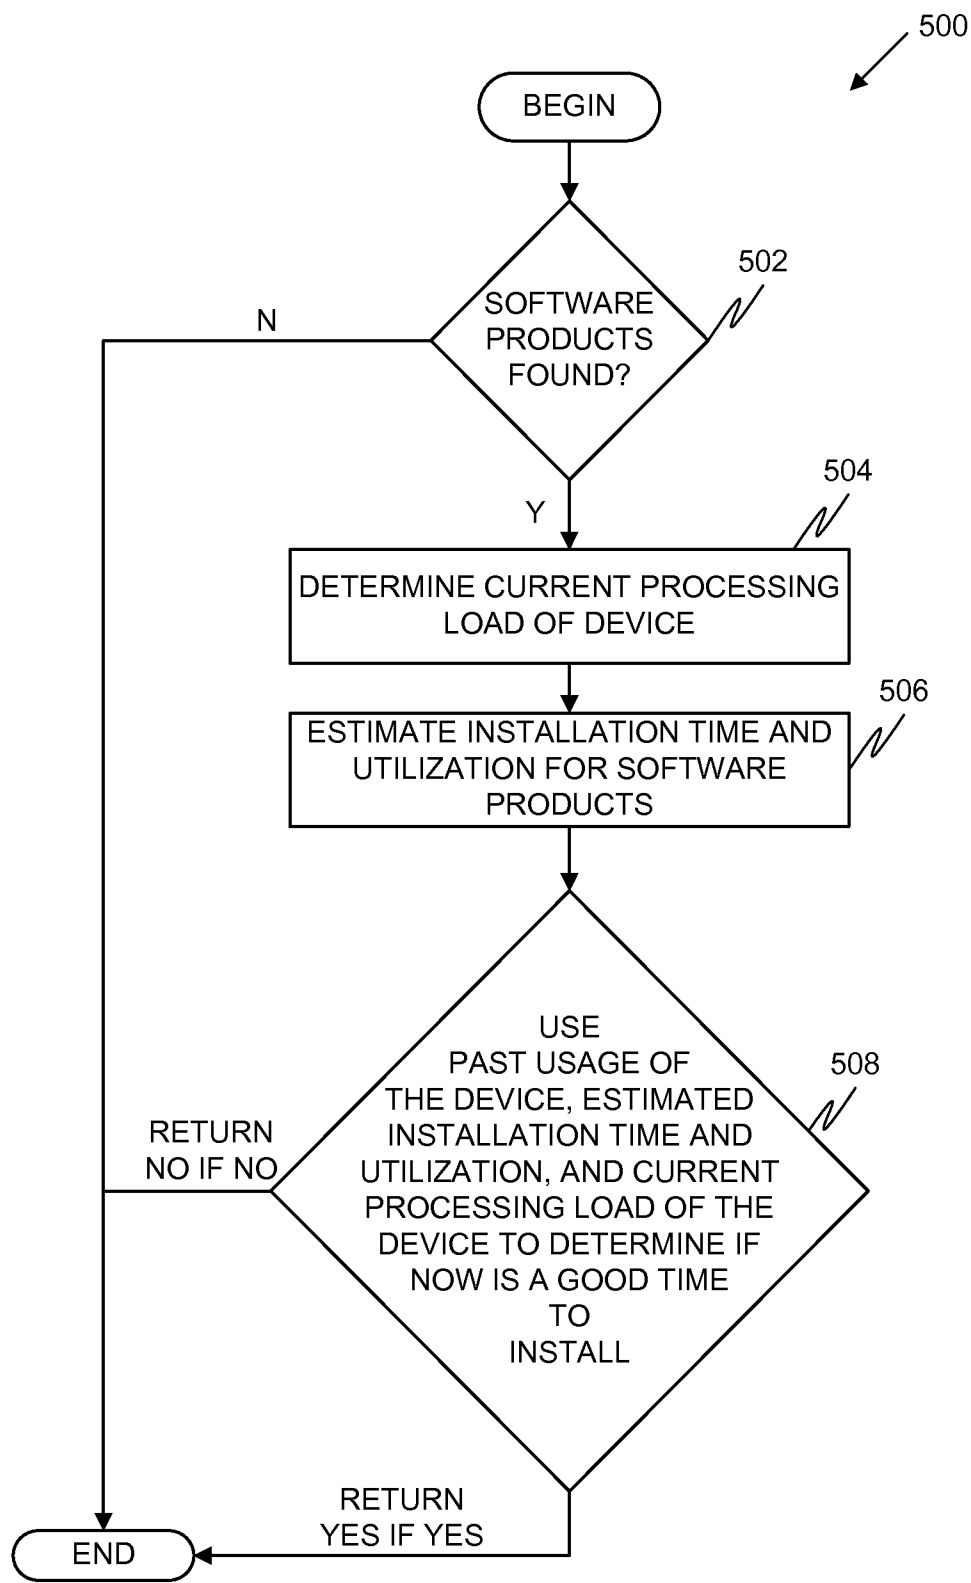 500
BEGIN
502
SOFTWARE
PRODUCTS
FOUND?
N
504
Y
DETERMINE CURRENT PROCESSING
LOAD OF DEVICE
506
ESTIMATE INSTALLATION TIME AND
UTILIZATION FOR SOFTWARE
PRODUCTS
508
USE
PAST USAGE OF
THE DEVICE, ESTIMATED
INSTALLATION TIME AND
UTILIZATION, AND CURRENT
PROCESSING LOAD OF THE
DEVICE TO DETERMINE IF
NOW IS A GOOD TIME
TO
INSTALL
RETURN
NO IF NO
RETURN
YES IF YES
END